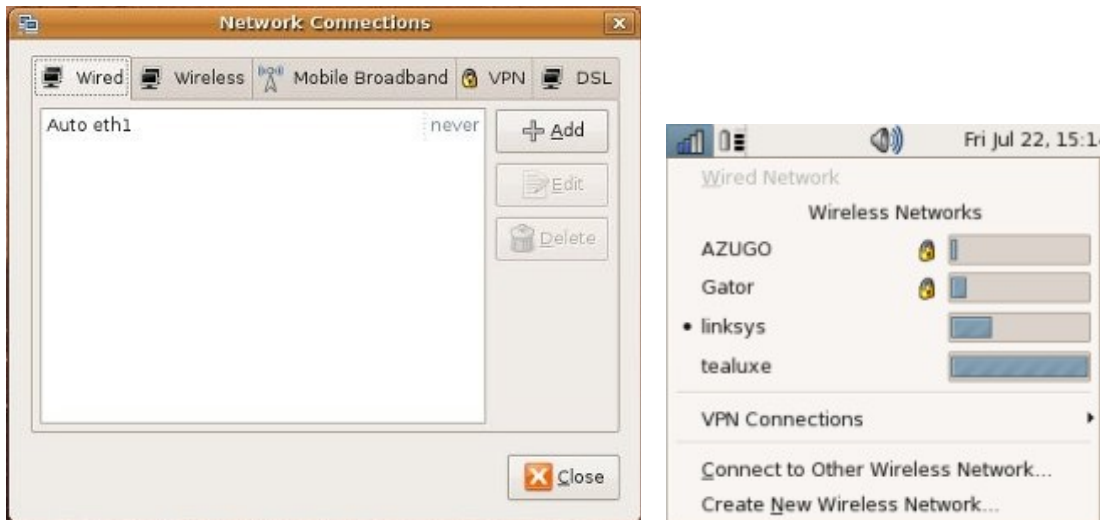 Network Connections
Wired Wireless Mobile Broadband VPN DSL
Auto eth1 never
Add
Edit
Delete
Close
Fri Jul 22, 15:1
Wired Network
Wireless Networks
AZUGO
Gator
linksys
tealuxe
VPN Connections
Connect to Other Wireless Network...
Create New Wireless Network...